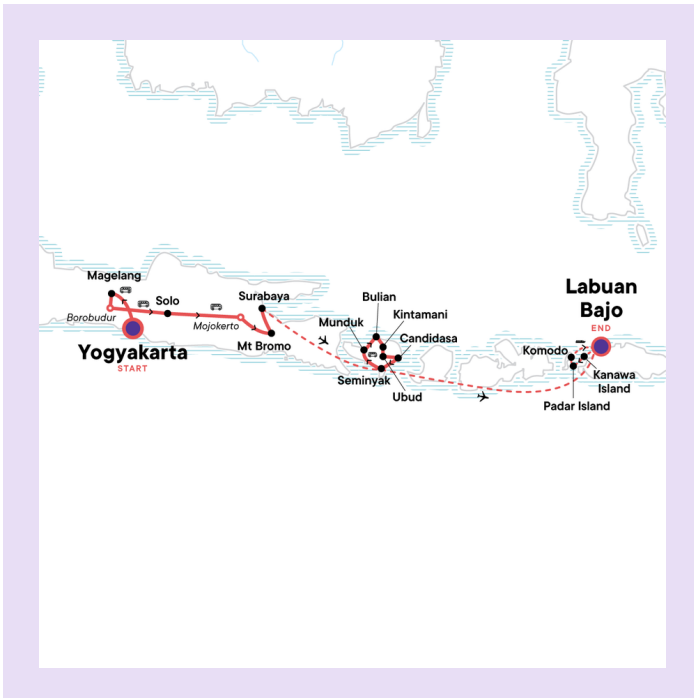 Magelang
Borobudur
Solo
Yogyakarta
START
Mojokerto
Surabaya
Mt Bromo
Bulian
Munduk
Kintamani
Candidasa
Seminyak
Ubud
Labuan
Bajo
END
Komodo
Kanawa
Island
Padar Island